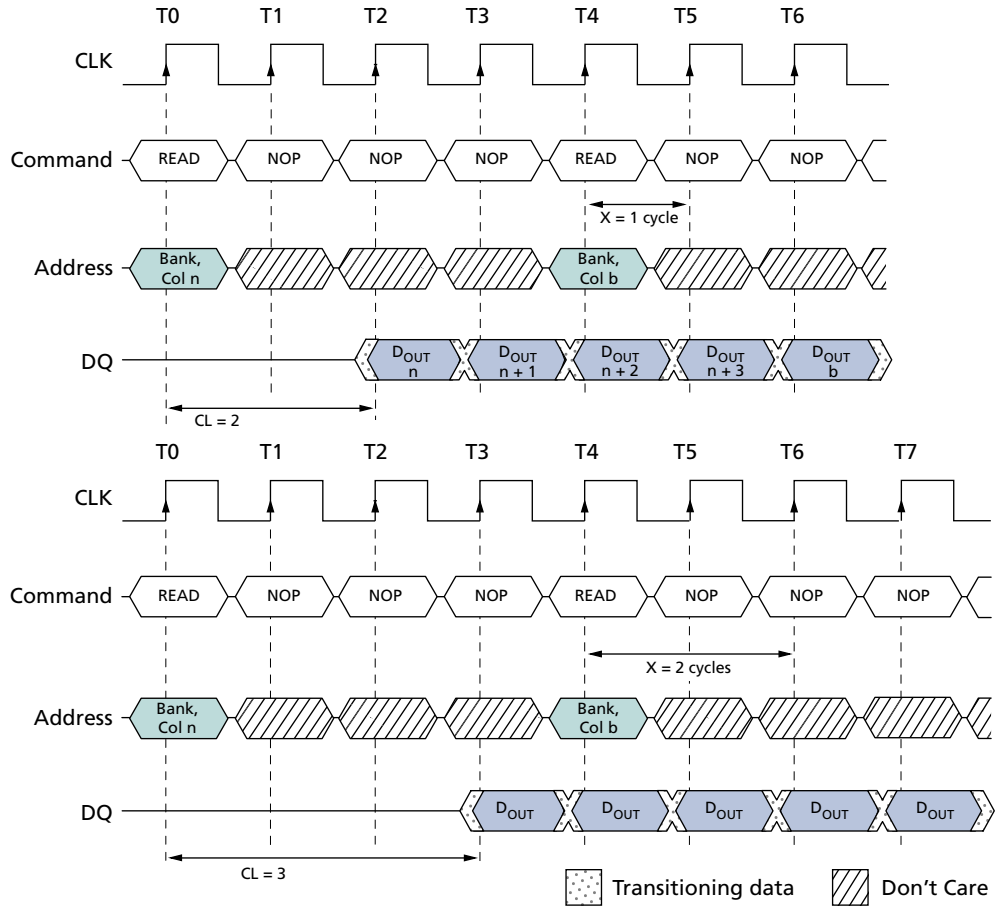 T0 T1 T2 T3 T4 T5 T6
CLK
Command READ NOP NOP NOP READ NOP NOP
X = 1 cycle
Address Bank, Col n Bank, Col b
DQ DOUT n DOUT n + 1 DOUT n + 2 DOUT n + 3 DOUT b
CL = 2
T0 T1 T2 T3 T4 T5 T6 T7
CLK
Command READ NOP NOP NOP READ NOP NOP NOP
X = 2 cycles
Address Bank, Col n Bank, Col b
DQ DOUT DOUT DOUT DOUT DOUT
CL = 3
Transitioning data Don't Care